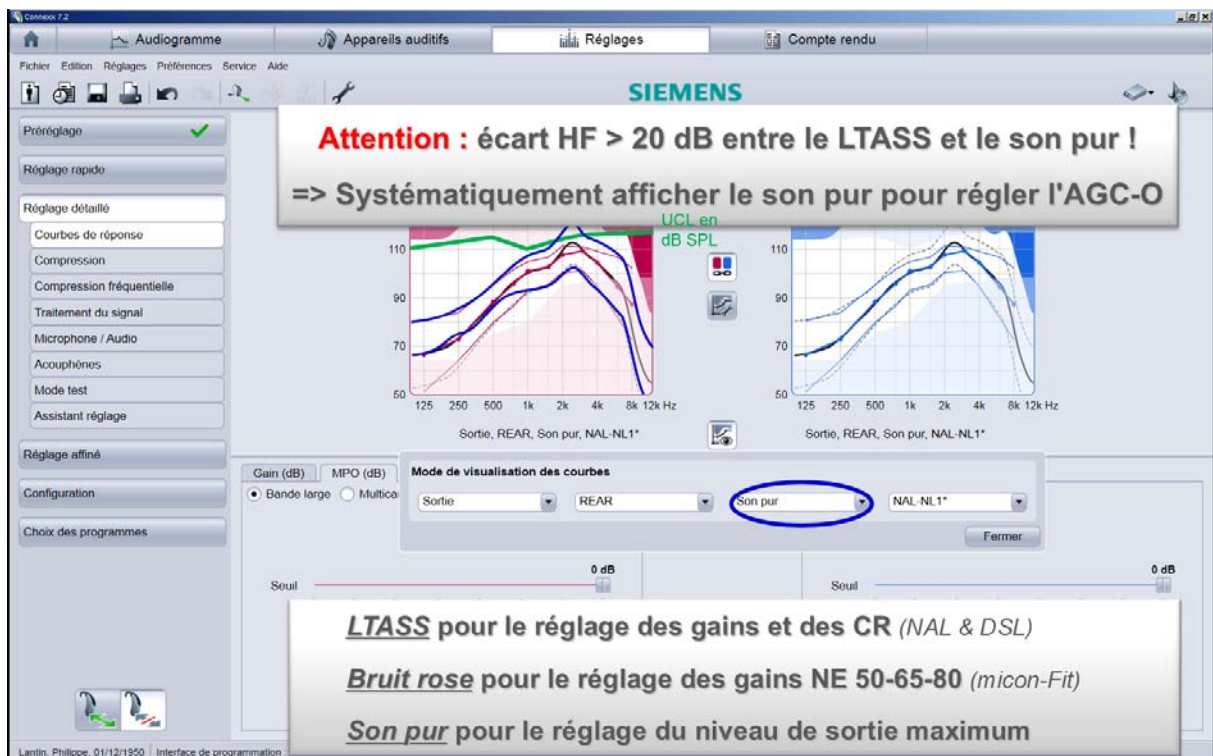 Connexx 7.2
Audiogramme Appareils auditifs Réglages Compte rendu
Fichier Edition Réglages Préférences Service Aide
SIEMENS
Préréglage
Réglage rapide
Réglage détaillé
Courbes de réponse
Compression
Compression fréquentielle
Traitement du signal
Microphone / Audio
Acouphènes
Mode test
Assistant réglage
Réglage affiné
Configuration
Choix des programmes
Attention : écart HF > 20 dB entre le LTASS et le son pur !
=> Systématiquement afficher le son pur pour régler l'AGC-O
UCL en
dB SPL
110
90
70
50
125 250 500 1k 2k 4k 8k 12k Hz
Sortie, REAR, Son pur, NAL-NL1*
110
90
70
50
125 250 500 1k 2k 4k 8k 12k Hz
Sortie, REAR, Son pur, NAL-NL1*
Gain (dB) MPO (dB)
Bande large Multica
Mode de visualisation des courbes
Sortie REAR Son pur NAL-NL1*
Fermer
0 dB
Seuil
0 dB
Seuil
LTASS pour le réglage des gains et des CR (NAL & DSL)
Bruit rose pour le réglage des gains NE 50-65-80 (micon-Fit)
Son pur pour le réglage du niveau de sortie maximum
Lantin, Philippe, 01/12/1950 Interface de programmation